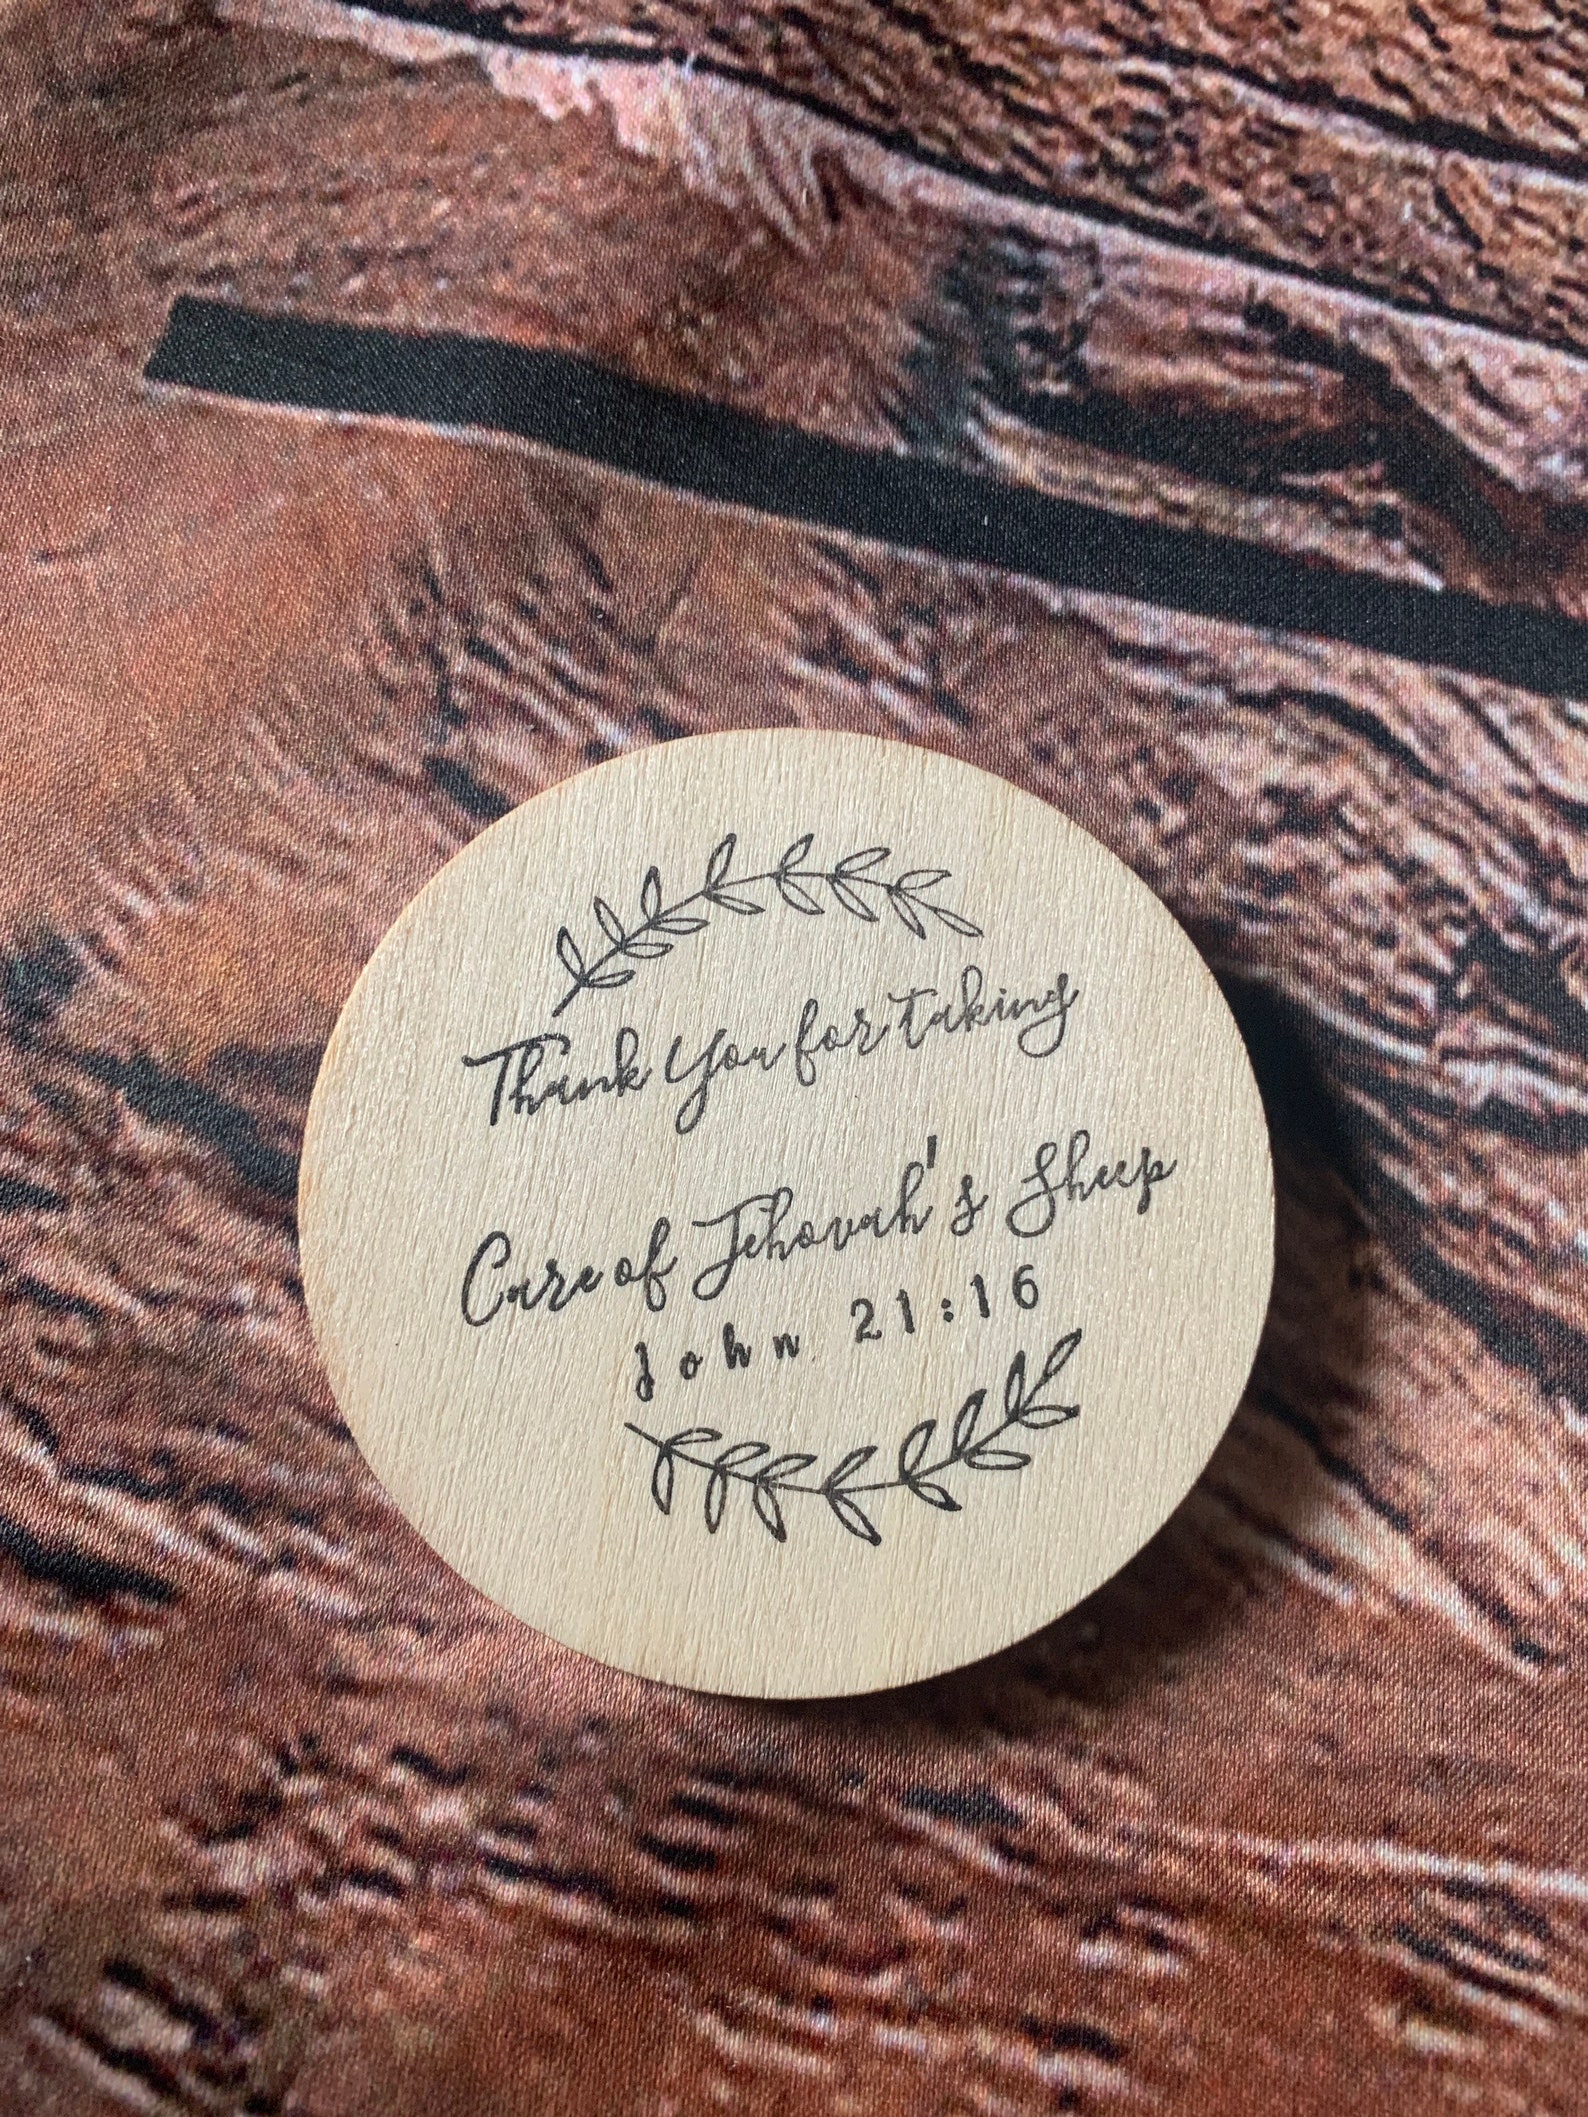 Thank You for taking
Care of Jehovah's Sheep
John 21:16